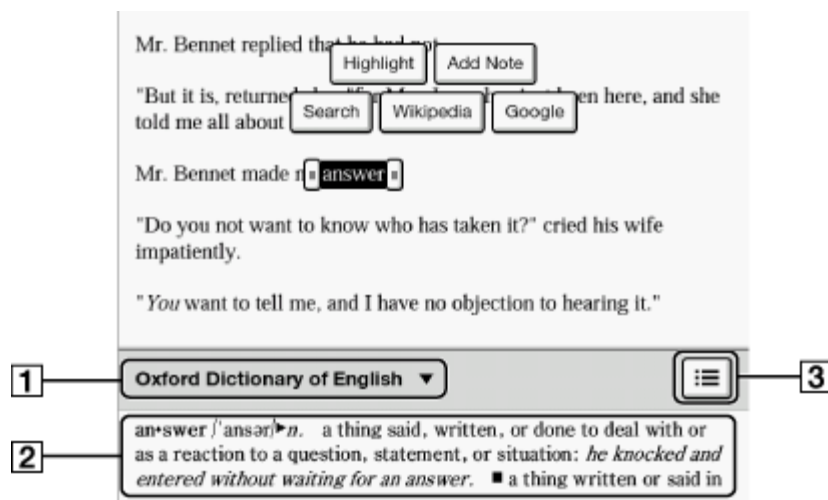 Mr. Bennet replied that he had not.
Highlight
Add Note
"But it is, returned
en here, and she
Search
Wikipedia
Google
told me all about
Mr. Bennet made n answer
"Do you not want to know who has taken it?" cried his wife
impatiently.
"You want to tell me, and I have no objection to hearing it."
1
Oxford Dictionary of English ▼
3
2
an•swer /ˈansər/ ▶n. a thing said, written, or done to deal with or
as a reaction to a question, statement, or situation: he knocked and
entered without waiting for an answer. ■ a thing written or said in